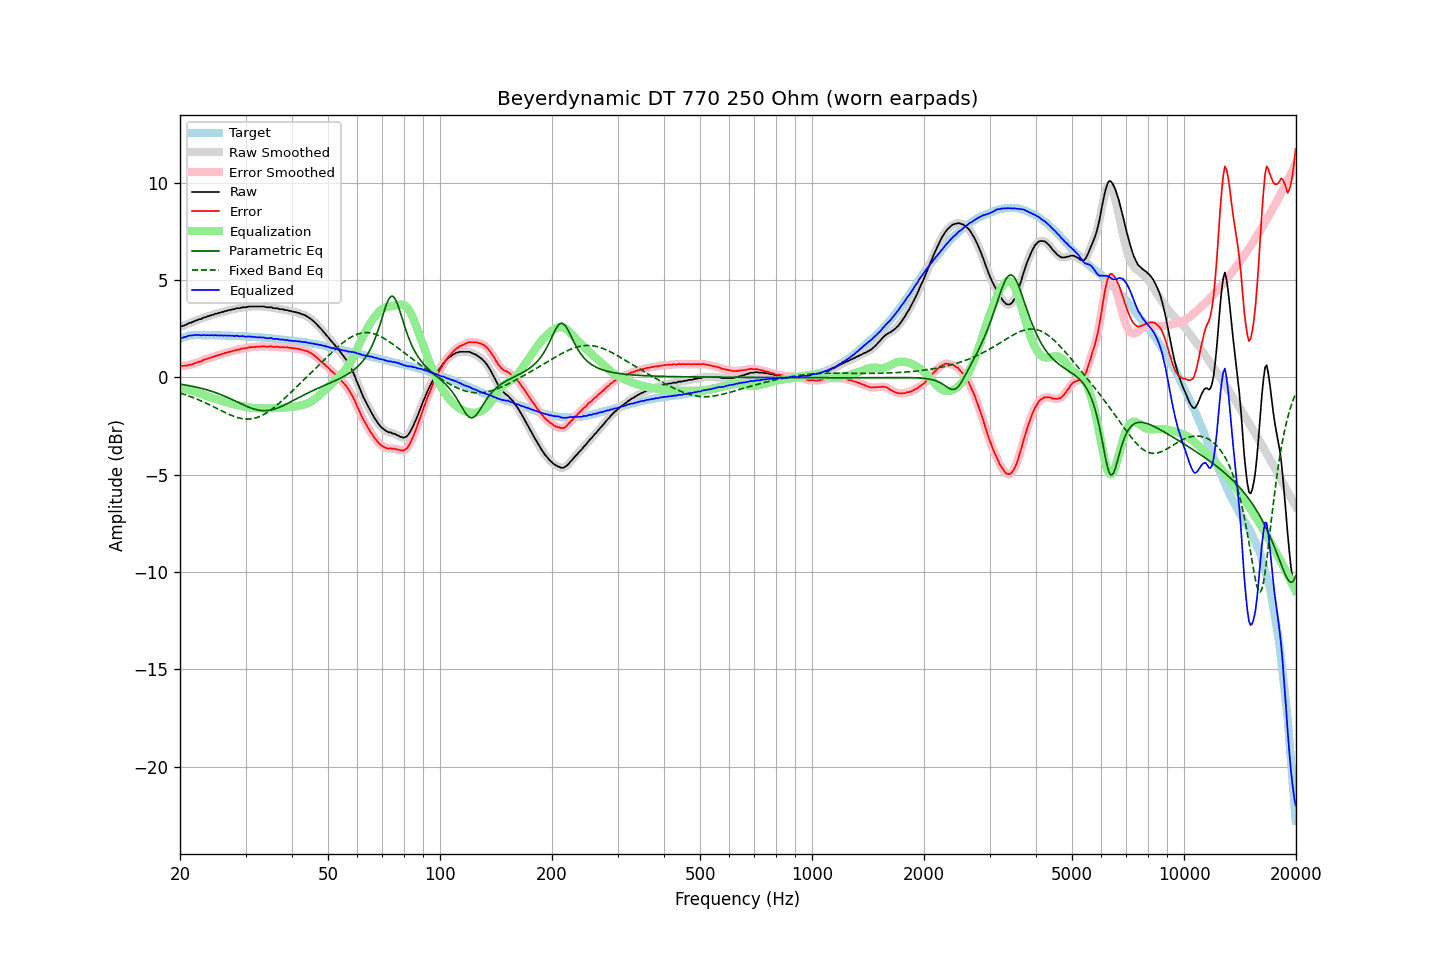 Beyerdynamic DT 770 250 Ohm (worn earpads)
Target
Raw Smoothed
Error Smoothed
Raw
Error
Equalization
Parametric Eq
Fixed Band Eq
Equalized
10
5
0
−5
−10
−15
−20
Amplitude (dBr)
20 50 100 200 500 1000 2000 5000 10000 20000
Frequency (Hz)